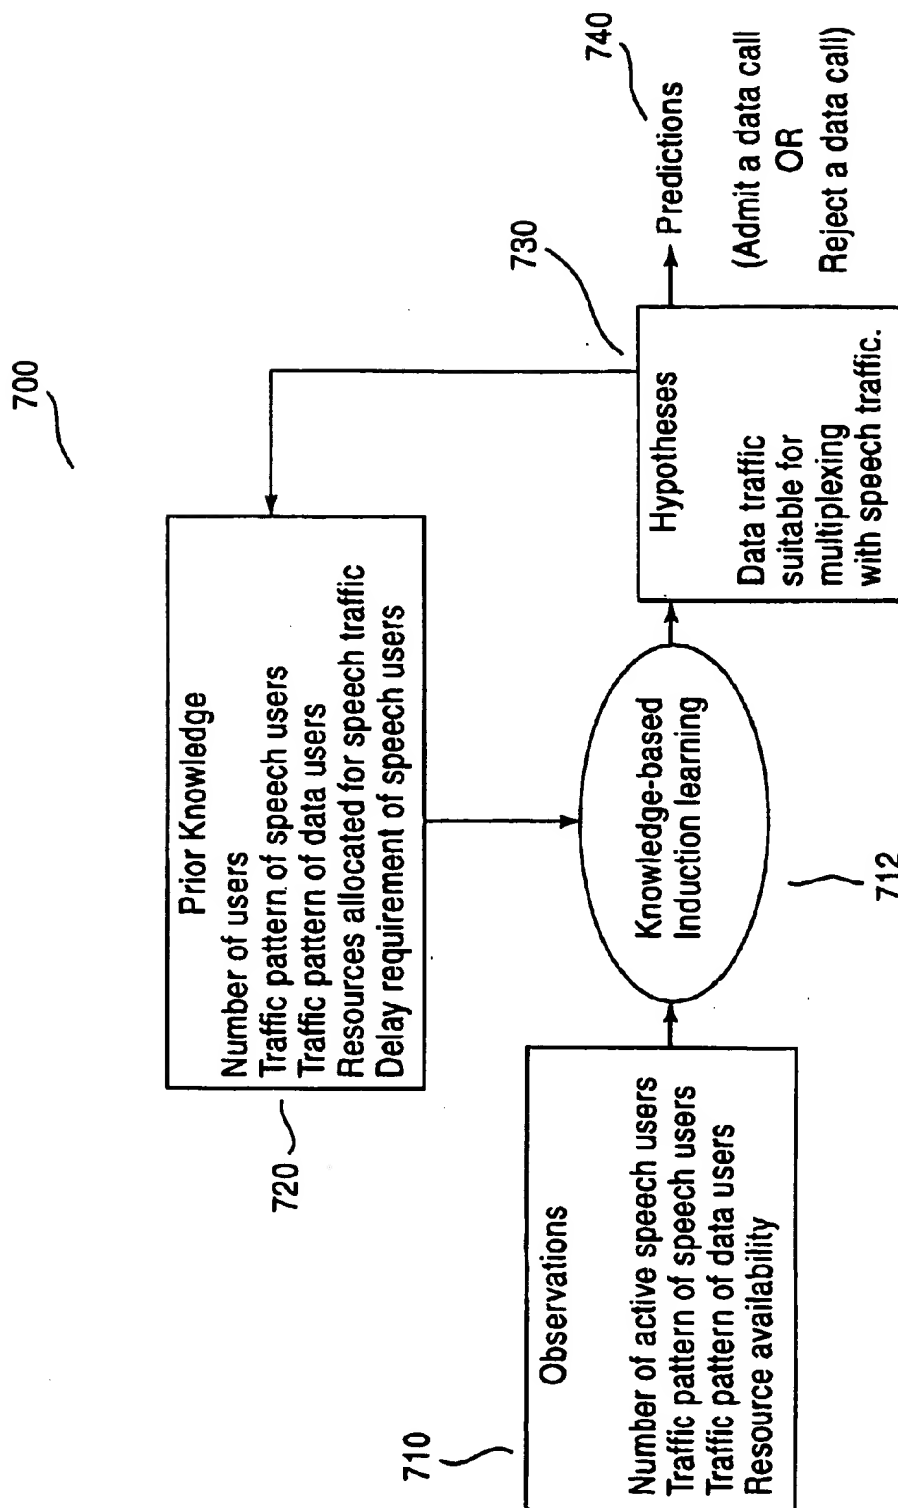 700
Prior Knowledge
Number of users
Traffic pattern of speech users
Traffic pattern of data users
Resources allocated for speech traffic
Delay requirement of speech users
720
730
740
710
Observations
Number of active speech users
Traffic pattern of speech users
Traffic pattern of data users
Resource availability
Knowledge-based
Induction learning
712
Hypotheses
Data traffic
suitable for
multiplexing
with speech traffic.
Predictions
(Admit a data call
OR
Reject a data call)